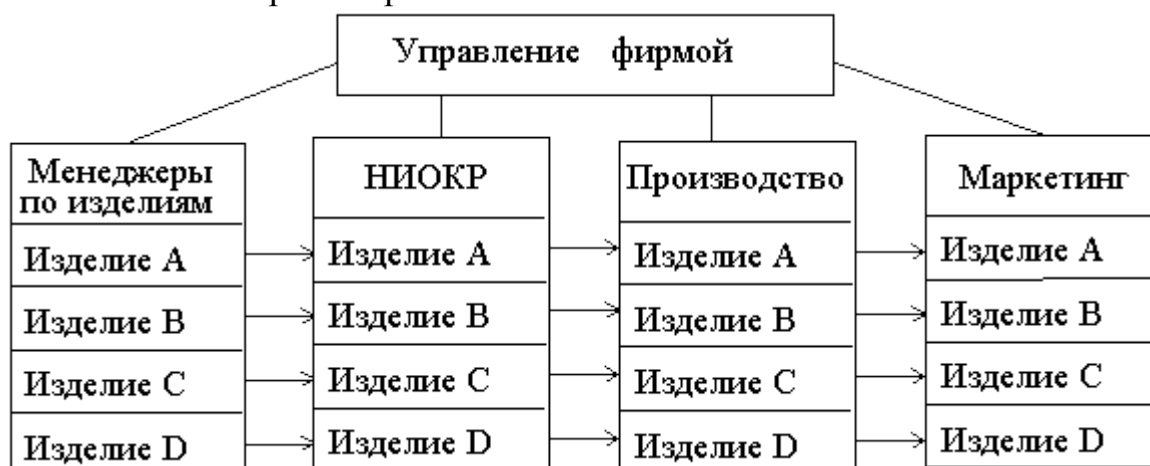 Управление фирмой
Менеджеры
по изделиям
НИОКР
Производство
Маркетинг
Изделие A
Изделие A
Изделие A
Изделие A
Изделие B
Изделие B
Изделие B
Изделие B
Изделие C
Изделие C
Изделие C
Изделие C
Изделие D
Изделие D
Изделие D
Изделие D